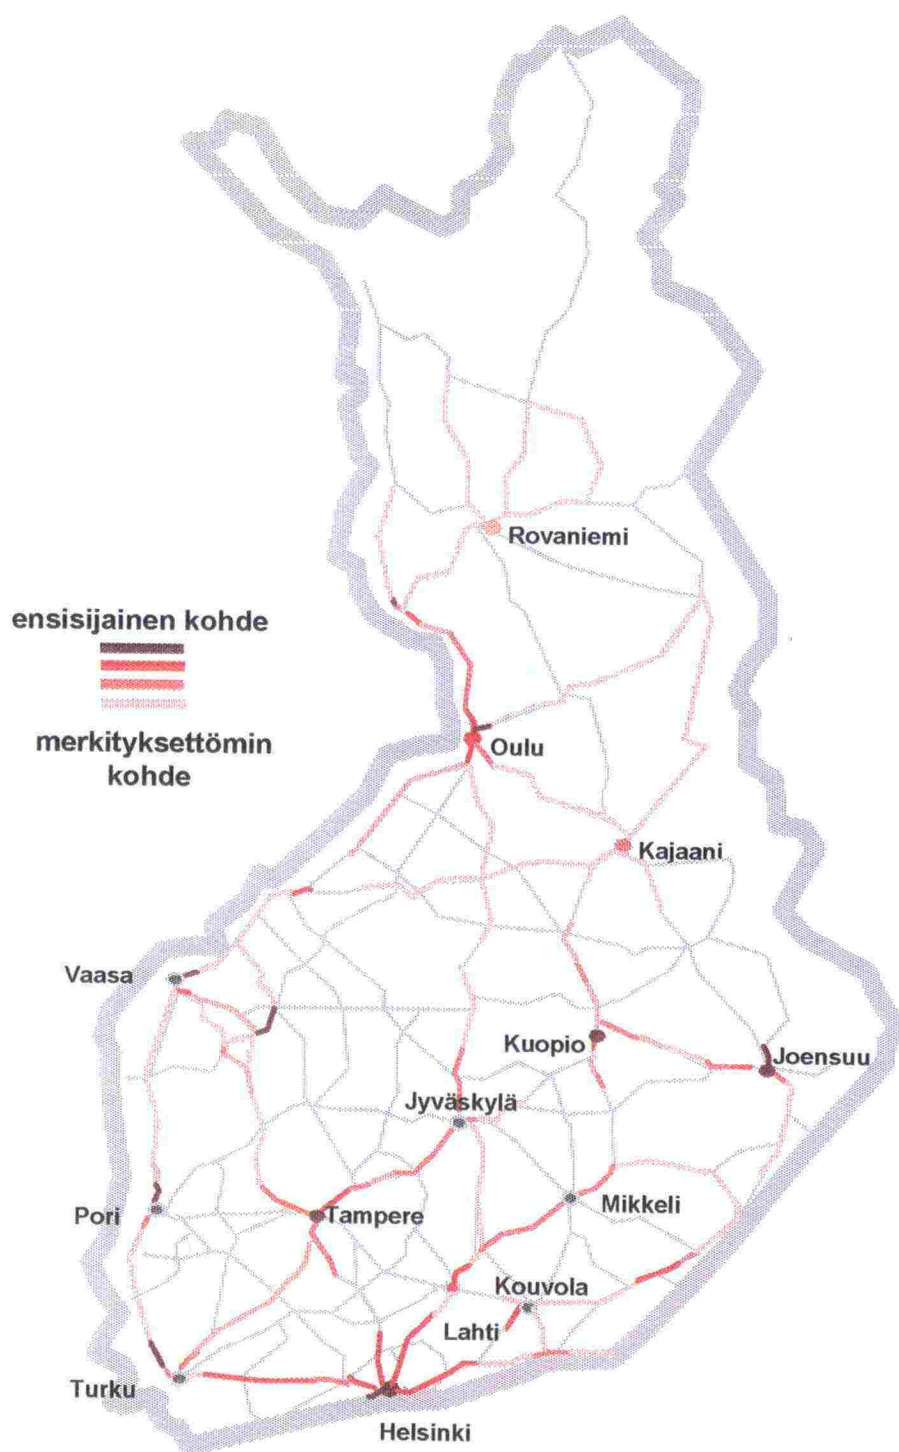 Rovaniemi
ensisijainen kohde
merkityksettömin
kohde
Oulu
Kajaani
Vaasa
Kuopio
Joensuu
Jyväskylä
Pori
Tampere
Mikkeli
Kouvola
Lahti
Turku
Helsinki